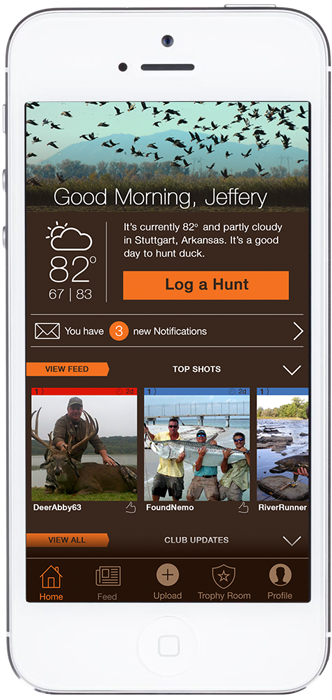 Good Morning, Jeffery
82°
67 | 83
It's currently 82° and partly cloudy
in Stuttgart, Arkansas. It's a good
day to hunt duck.
Log a Hunt
You have 3 new Notifications
VIEW FEED
TOP SHOTS
DeerAbby63
FoundNemo
RiverRunner
VIEW ALL
CLUB UPDATES
Home
Feed
Upload
Trophy Room
Profile